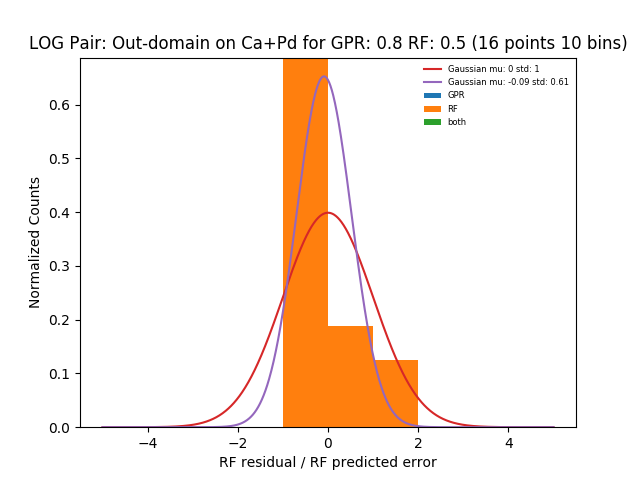 LOG Pair: Out-domain on Ca+Pd for GPR: 0.8 RF: 0.5 (16 points 10 bins)
Gaussian mu: 0 std: 1
Gaussian mu: -0.09 std: 0.61
GPR
RF
both
Normalized Counts
0.6
0.5
0.4
0.3
0.2
0.1
0.0
−4 −2 0 2 4
RF residual / RF predicted error